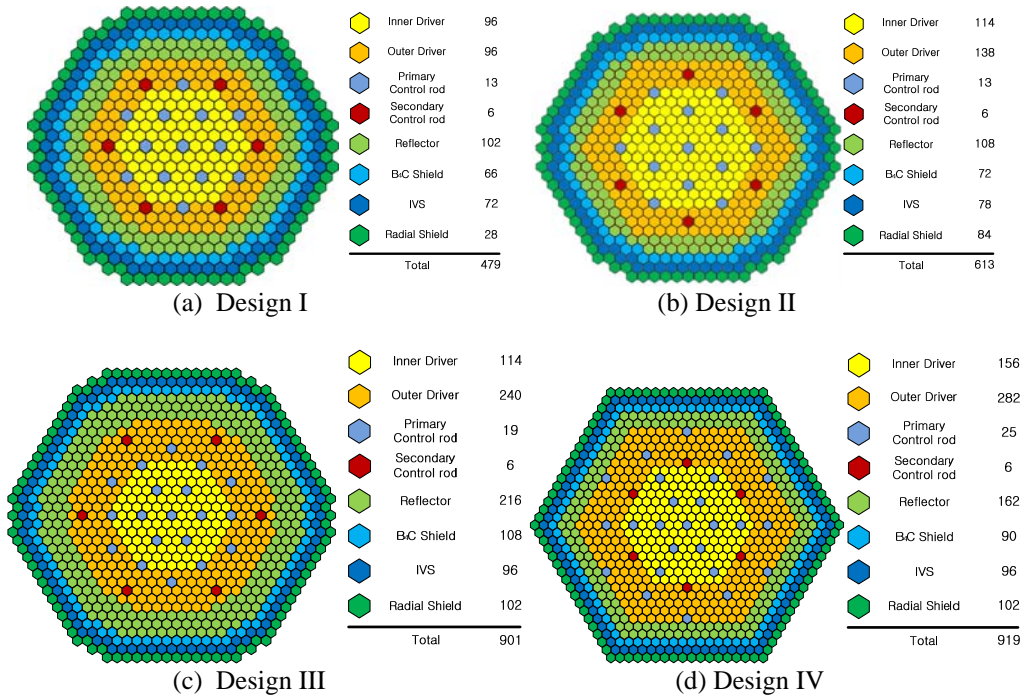 Inner Driver 96
Outer Driver 96
Primary
Control rod 13
Secondary
Control rod 6
Reflector 102
B₄C Shield 66
IVS 72
Radial Shield 28
Total 479
(a) Design I
Inner Driver 114
Outer Driver 138
Primary
Control rod 13
Secondary
Control rod 6
Reflector 108
B₄C Shield 72
IVS 78
Radial Shield 84
Total 613
(b) Design II
Inner Driver 114
Outer Driver 240
Primary
Control rod 19
Secondary
Control rod 6
Reflector 216
B₄C Shield 108
IVS 96
Radial Shield 102
Total 901
(c) Design III
Inner Driver 156
Outer Driver 282
Primary
Control rod 25
Secondary
Control rod 6
Reflector 162
B₄C Shield 90
IVS 96
Radial Shield 102
Total 919
(d) Design IV